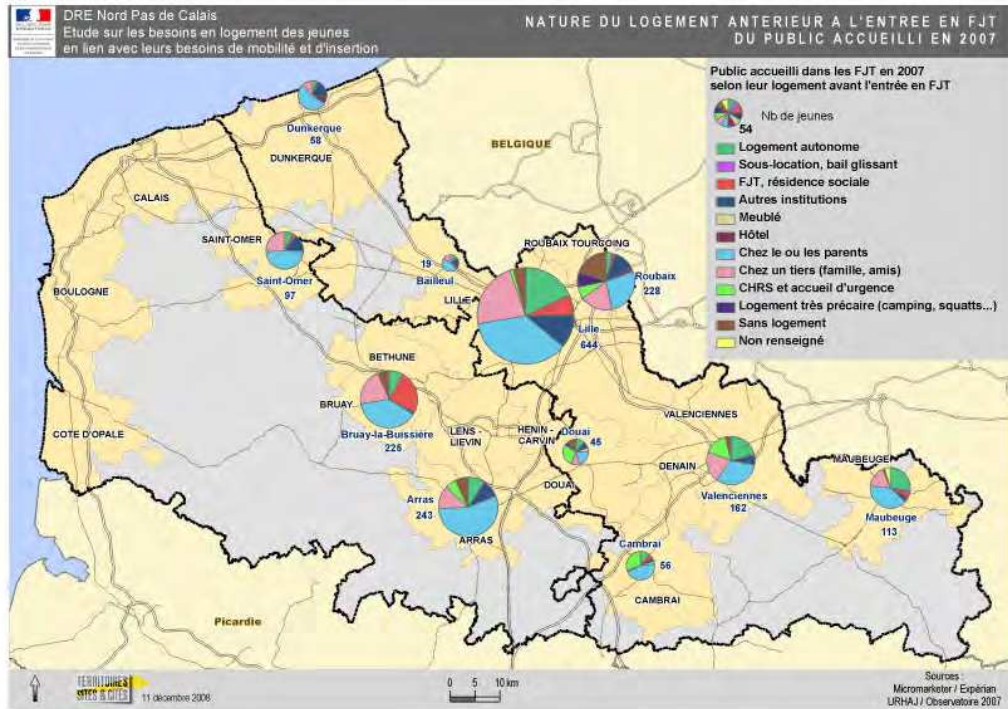 DRE Nord Pas de Calais
Etude sur les besoins en logement des jeunes
en lien avec leurs besoins de mobilité et d'insertion
NATURE DU LOGEMENT ANTERIEUR A L'ENTREE EN FJT
DU PUBLIC ACCUEILLI EN 2007
Public accueilli dans les FJT en 2007
selon leur logement avant l'entrée en FJT
Nb de jeunes
54
Logement autonome
Sous-location, bail glissant
FJT, résidence sociale
Autres institutions
Meublé
Hôtel
Chez le ou les parents
Chez un tiers (famille, amis)
CHRS et accueil d'urgence
Logement très précaire (camping, squatts...)
Sans logement
Non renseigné
Dunkerque
58
DUNKERQUE
BELGIQUE
CALAIS
SAINT-OMER
Saint-Omer
97
19
Bailleul
ROUBAIX TOURCOING
Roubaix
228
BOULOGNE
LILLE
Lille
644
BETHUNE
BRUAY
Bruay-la-Buissière
226
COTE D'OPALE
LENS -
LIEVIN
HENIN -
CARVIN
Douai
45
DOUAI
VALENCIENNES
DENAIN
Valenciennes
162
MAUBEUGE
Maubeuge
113
Arras
243
ARRAS
Cambrai
56
CAMBRAI
Picardie
TERRITOIRES
SITES & CITES
11 décembre 2008
0 5 10 km
Sources :
Micromarketer / Expérian
URHAJ / Observatoire 2007